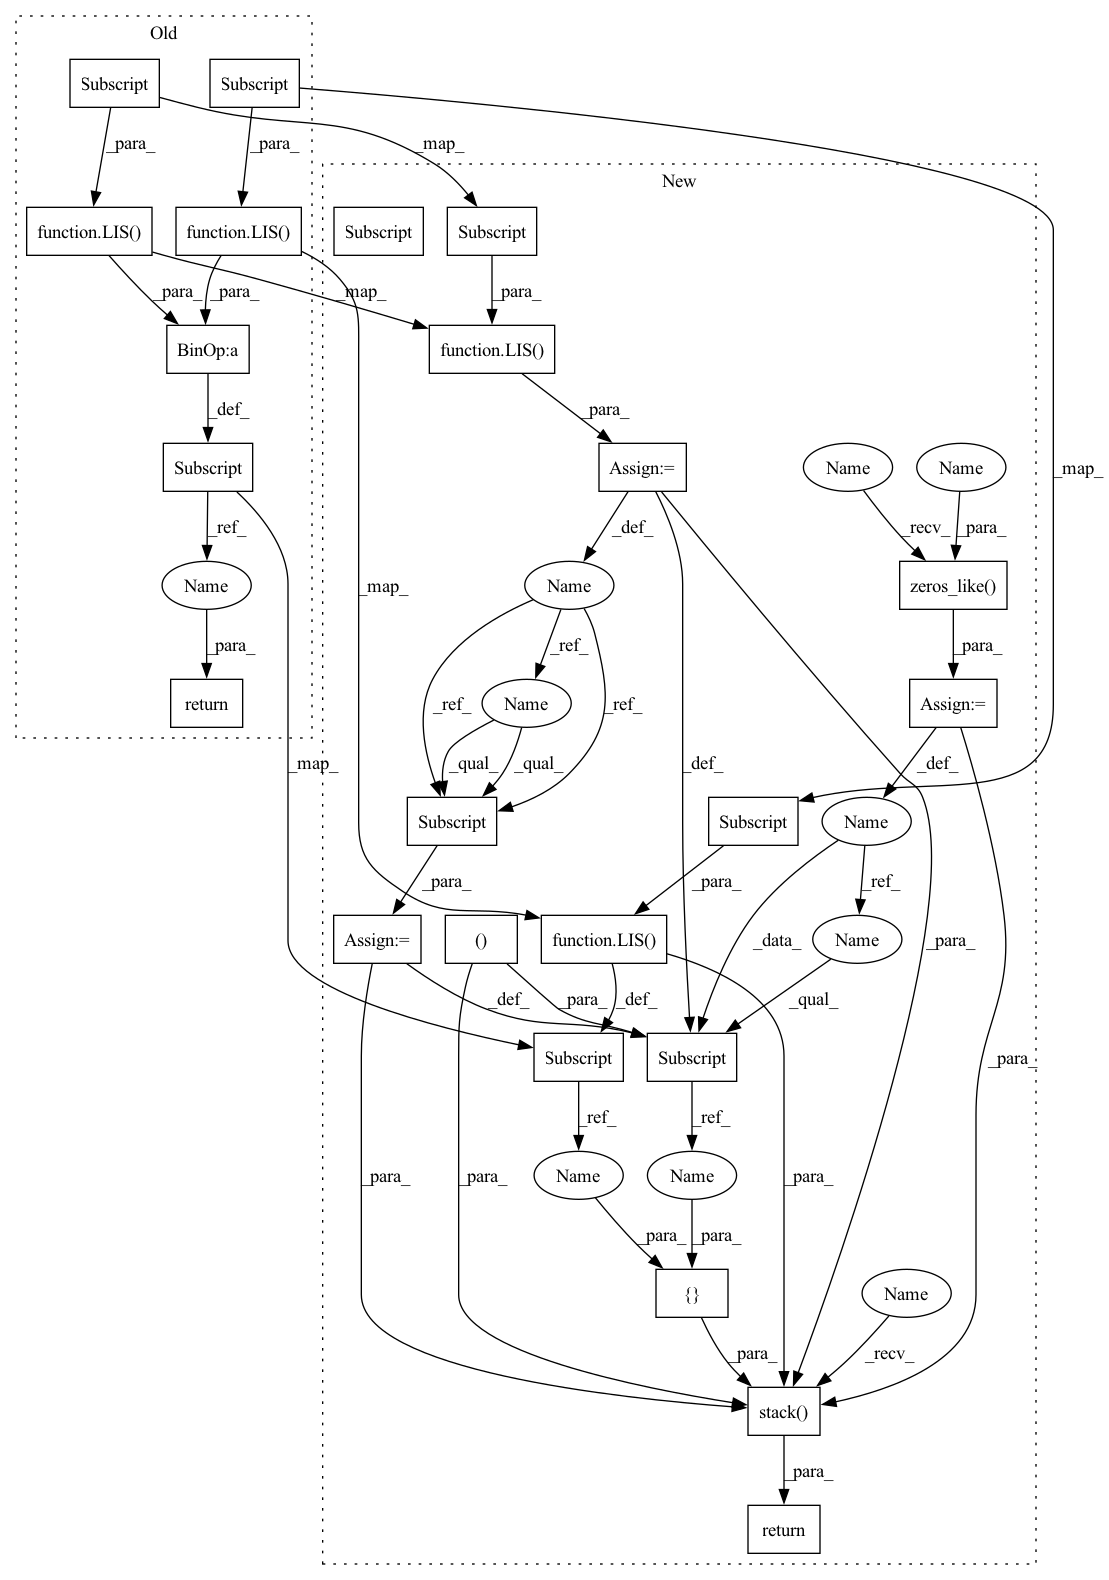 Old
Subscript
Subscript
_para_
_para_
_map_
New
function.LIS()
function.LIS()
Subscript
Subscript
_para_
_para_
_map_
_para_
BinOp:a
function.LIS()
_def_
_para_
_map_
Subscript
Assign:=
Name
Name
_ref_
_def_
_recv_
_para_
Name
_map_
Name
zeros_like()
_para_
_ref_
_para_
return
_ref_
Name
_ref_
Assign:=
_map_
_qual_
_qual_
_def_
_def_
Subscript
Subscript
Name
_para_
_para_
_ref_
Assign:=
()
function.LIS()
_data_
Name
_para_
_def_
_para_
_def_
_qual_
Subscript
Subscript
_para_
_ref_
_ref_
_para_
_para_
Name
Name
_para_
_para_
_para_
{}
Name
_para_
_recv_
stack()
_para_
return